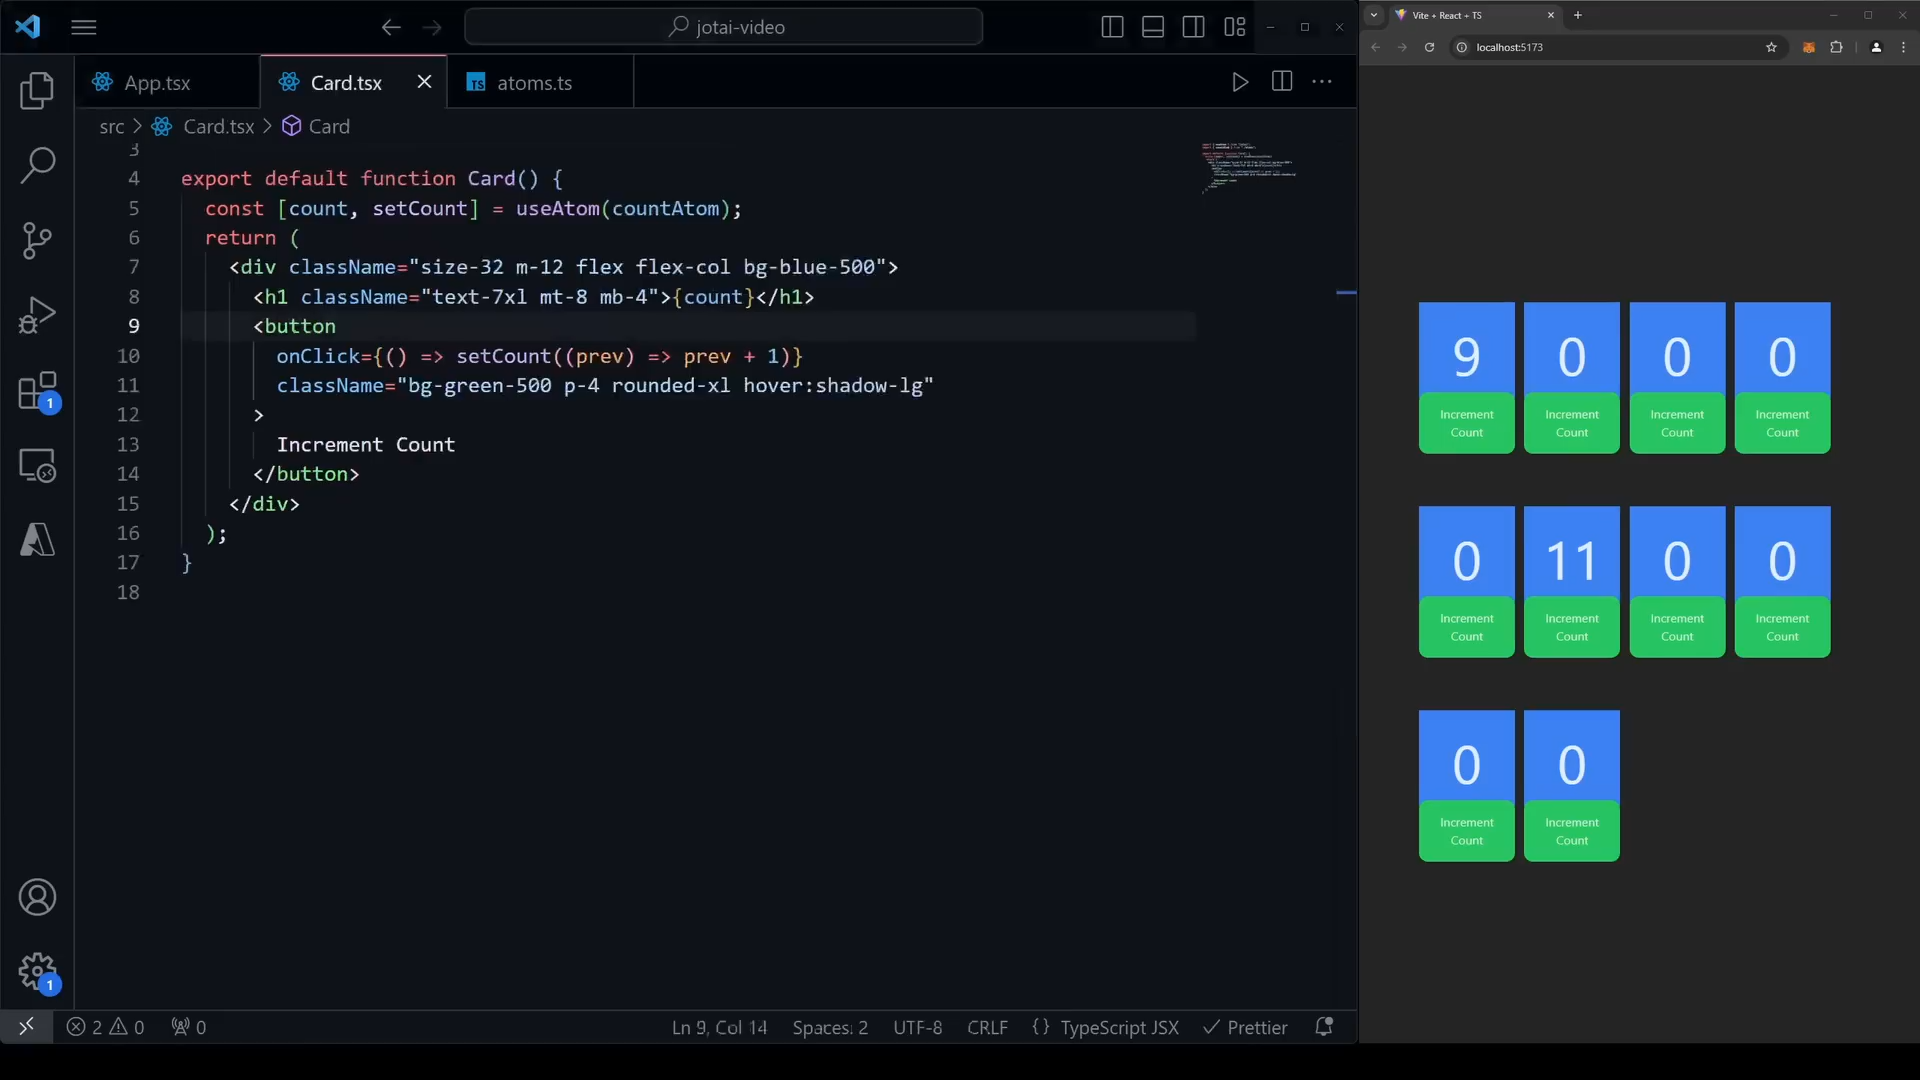 jotai-video
App.tsx
Card.tsx
TS
atoms.ts
src > Card.tsx > Card
3
4 export default function Card() {
5 const [count, setCount] = useAtom(countAtom);
6 return (
7 <div className="size-32 m-12 flex flex-col bg-blue-500">
8 <h1 className="text-7xl mt-8 mb-4">{count}</h1>
9 <button
10 onClick={() => setCount((prev) => prev + 1)}
11 className="bg-green-500 p-4 rounded-xl hover:shadow-lg"
12 >
13 Increment Count
14 </button>
15 </div>
16 );
17 }
18
1
1
2 0 0
Ln 9, Col 14
Spaces: 2
UTF-8
CRLF
{} TypeScript JSX
Prettier
Vite + React + TS
localhost:5173
9 0 0 0
Increment Increment Increment Increment
Count Count Count Count
0 11 0 0
Increment Increment Increment Increment
Count Count Count Count
0 0
Increment Increment
Count Count